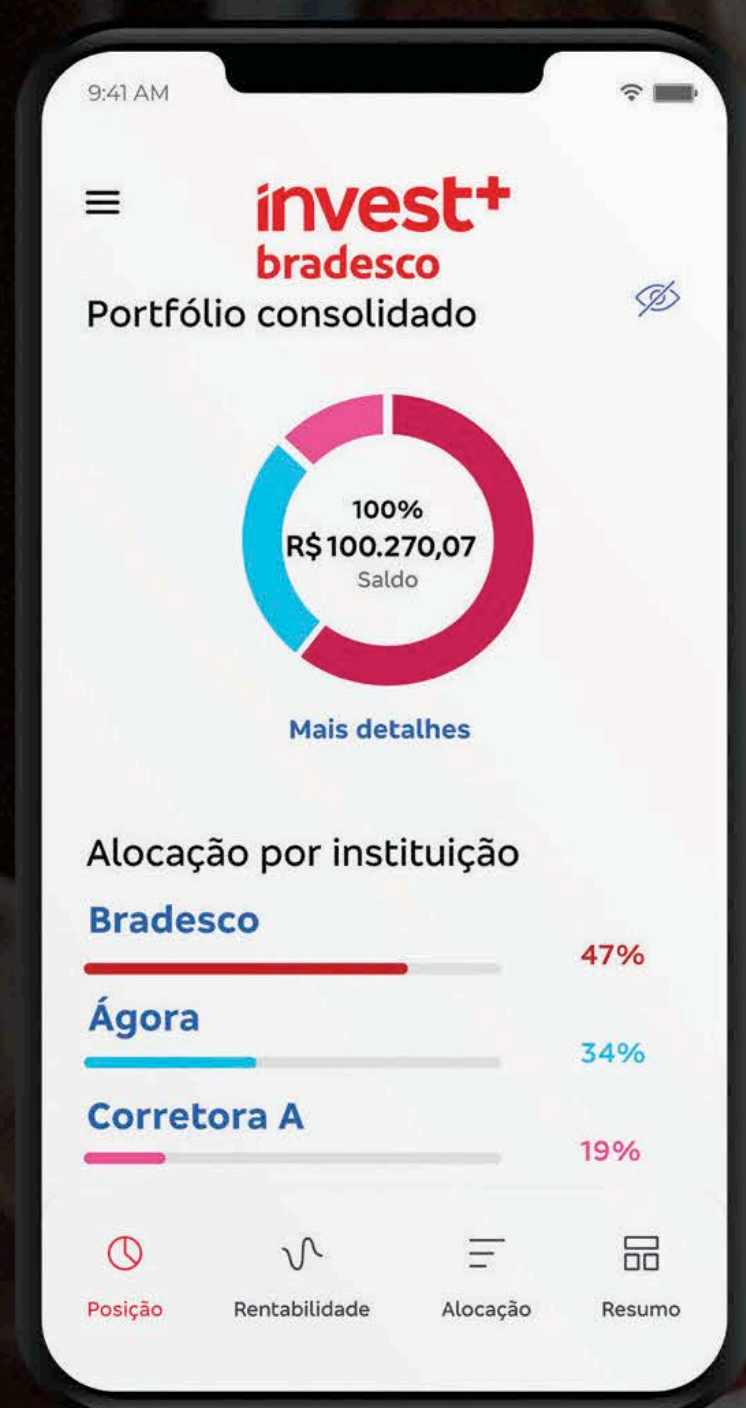 9:41 AM
invest+
bradesco
Portfólio consolidado
100%
R$ 100.270,07
Saldo
Mais detalhes
Alocação por instituição
Bradesco
47%
Ágora
34%
Corretora A
19%
Posição
Rentabilidade
Alocação
Resumo